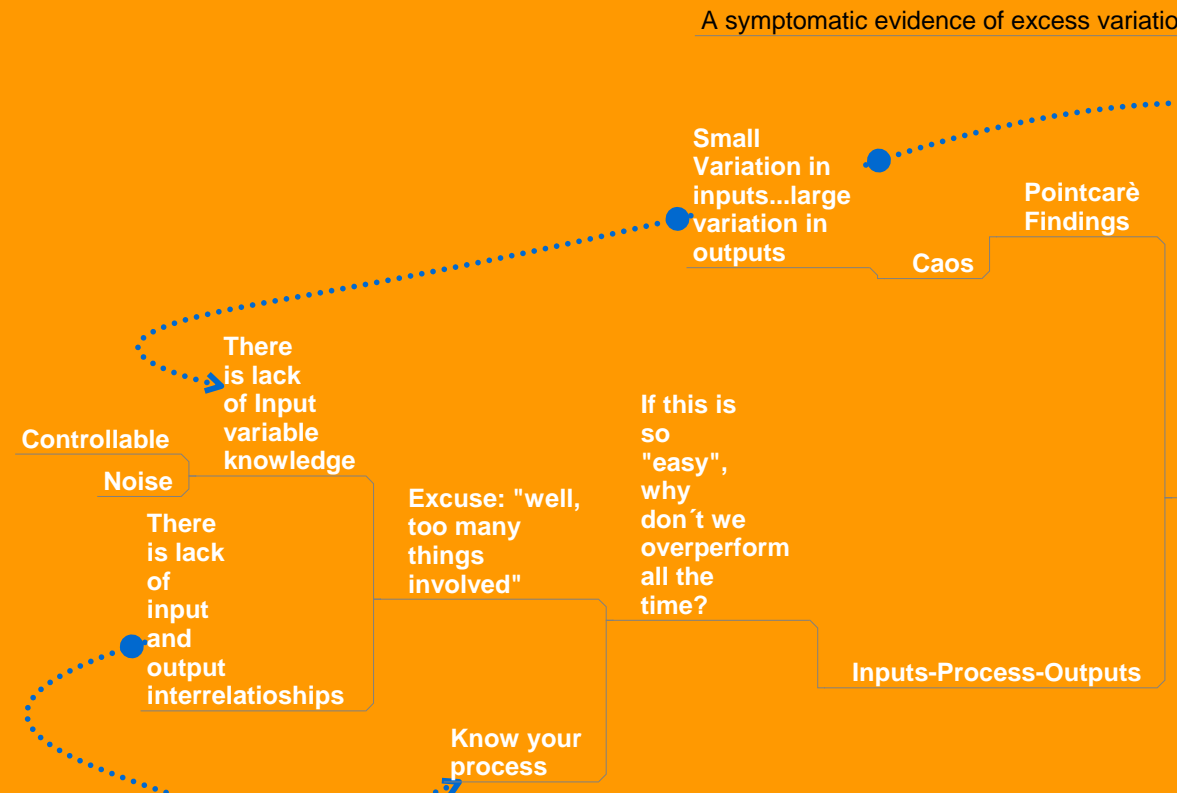 A symptomatic evidence of excess variatio
Small
Variation in
inputs...large
variation in
outputs
Pointcarè
Findings
Caos
There
is lack
of Input
variable
knowledge
Controllable
Noise
If this is
so
"easy",
why
don´t we
overperform
all the
time?
Excuse: "well,
too many
things
involved"
There
is lack
of
input
and
output
interrelatioships
Inputs-Process-Outputs
Know your
process